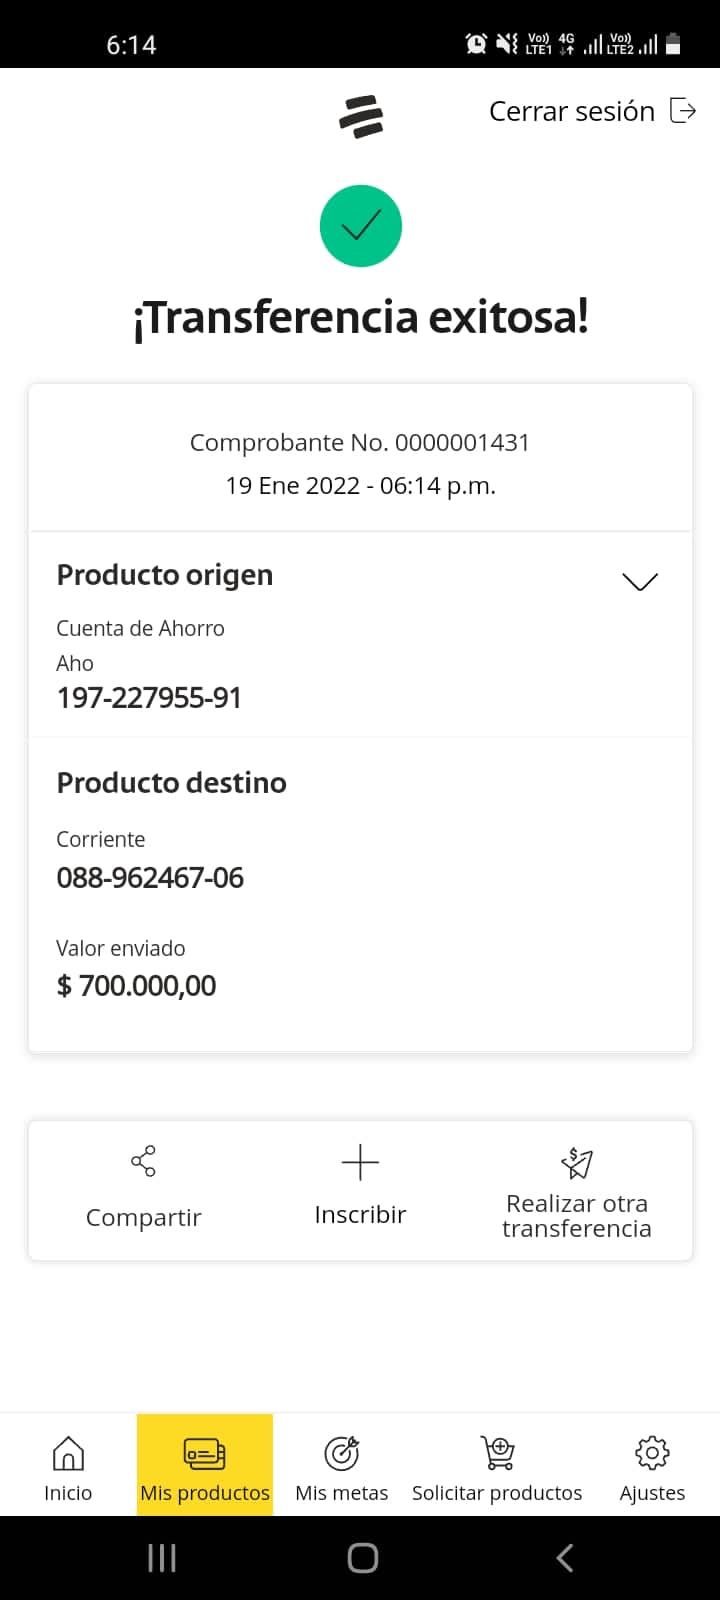 6:14
Vo)) 4G Vo))
LTE1 LTE2
Cerrar sesión
¡Transferencia exitosa!
Comprobante No. 0000001431
19 Ene 2022 - 06:14 p.m.
Producto origen
Cuenta de Ahorro
Aho
197-227955-91
Producto destino
Corriente
088-962467-06
Valor enviado
$ 700.000,00
Compartir
Inscribir
Realizar otra
transferencia
Inicio
Mis productos
Mis metas
Solicitar productos
Ajustes